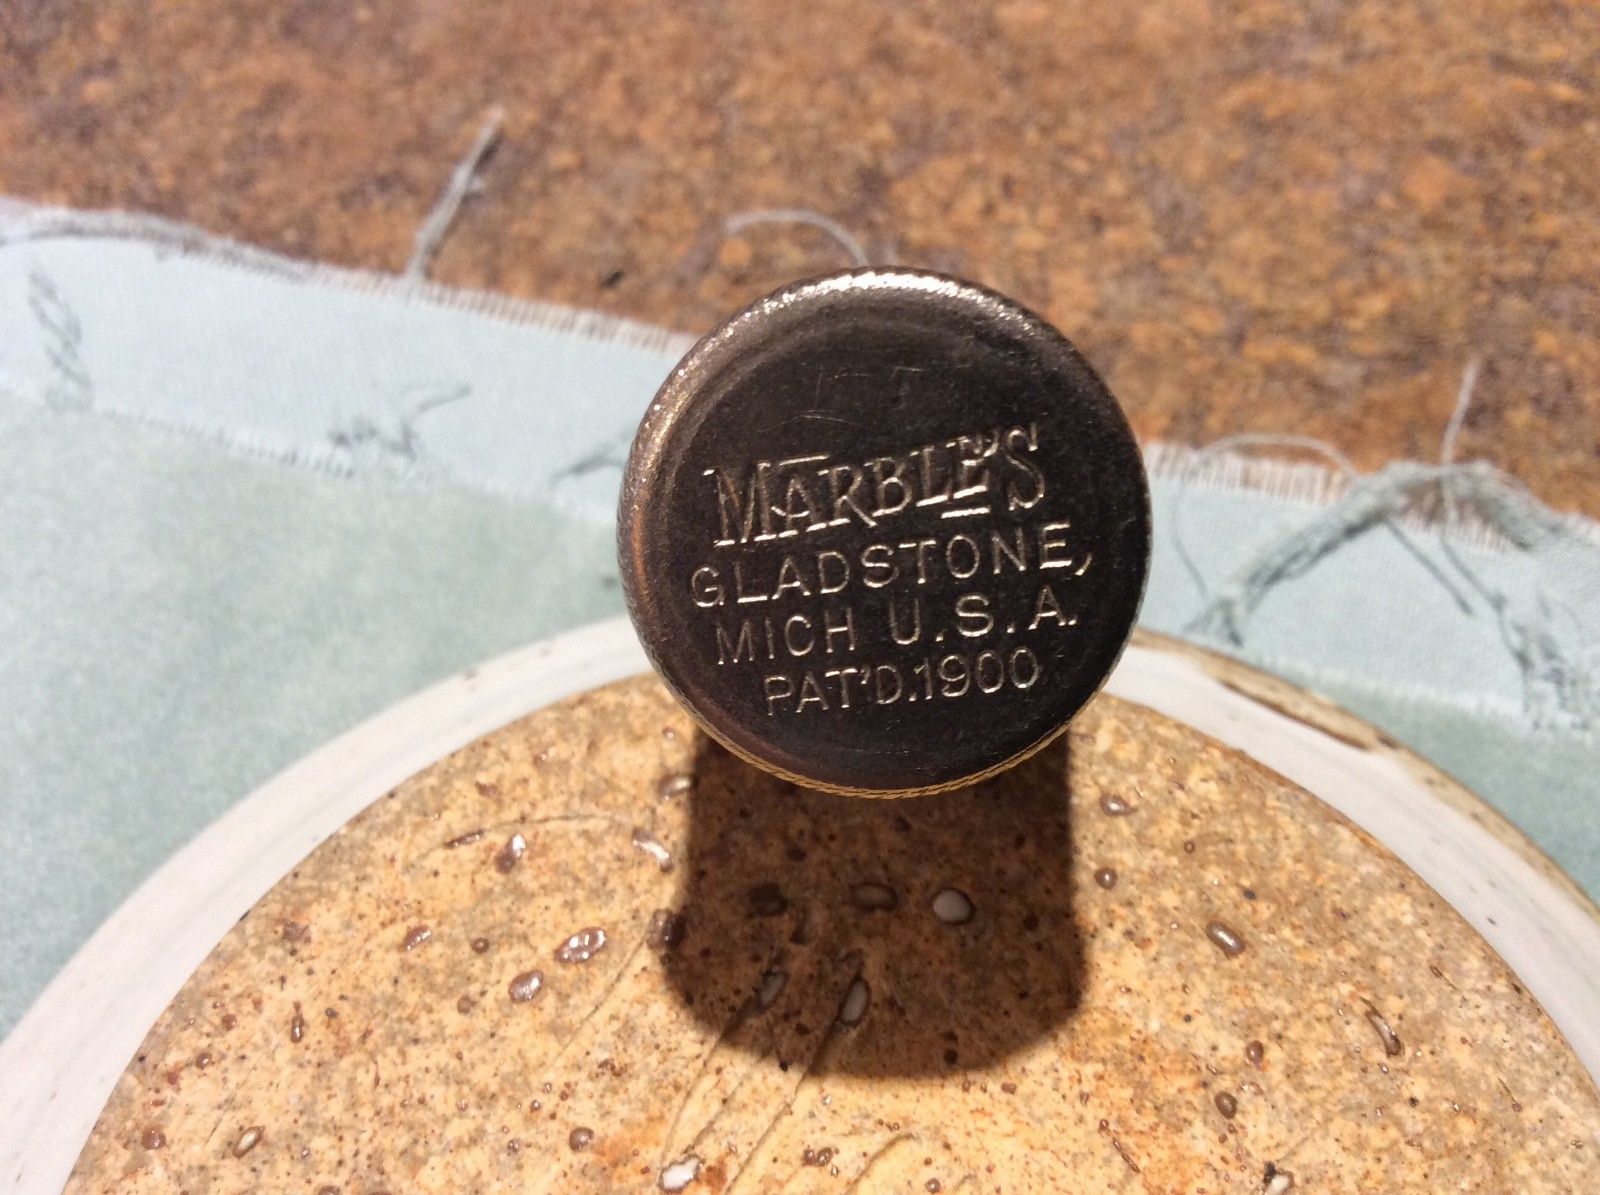 MARBLE'S
GLADSTONE,
MICH U.S.A.
PAT'D.1900